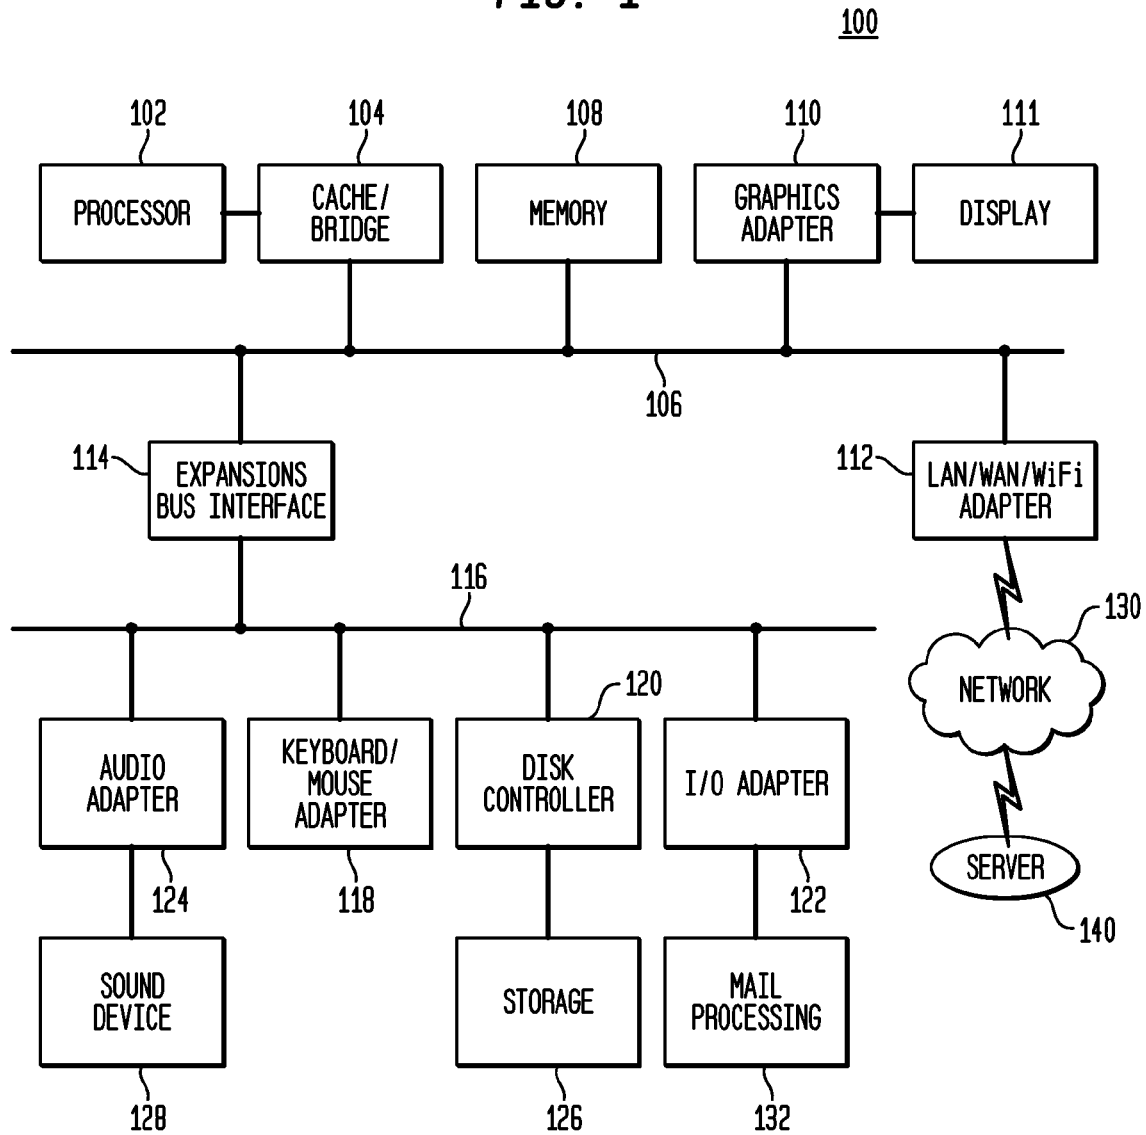 FIG. 1
100
102
104
108
110
111
PROCESSOR
CACHE/
BRIDGE
MEMORY
GRAPHICS
ADAPTER
DISPLAY
106
114
EXPANSIONS
BUS INTERFACE
112
LAN/WAN/WiFi
ADAPTER
116
130
NETWORK
120
AUDIO
ADAPTER
KEYBOARD/
MOUSE
ADAPTER
DISK
CONTROLLER
I/O ADAPTER
SERVER
124
118
122
140
SOUND
DEVICE
STORAGE
MAIL
PROCESSING
128
126
132